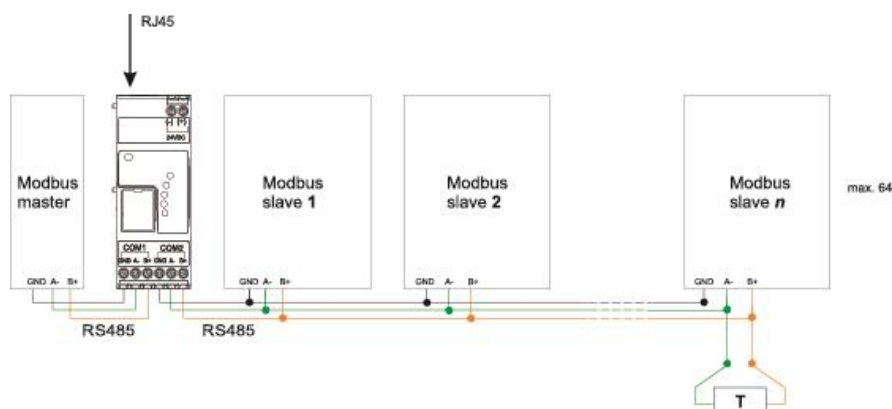 RJ45
(-) (+)
24VDC
Modbus
master
Modbus
slave 1
Modbus
slave 2
Modbus
slave n
max. 64
COM1 COM2
GND A- B+ GND A- B+
GND A- B+
GND A- B+
GND A- B+
GND A- B+
RS485
RS485
T